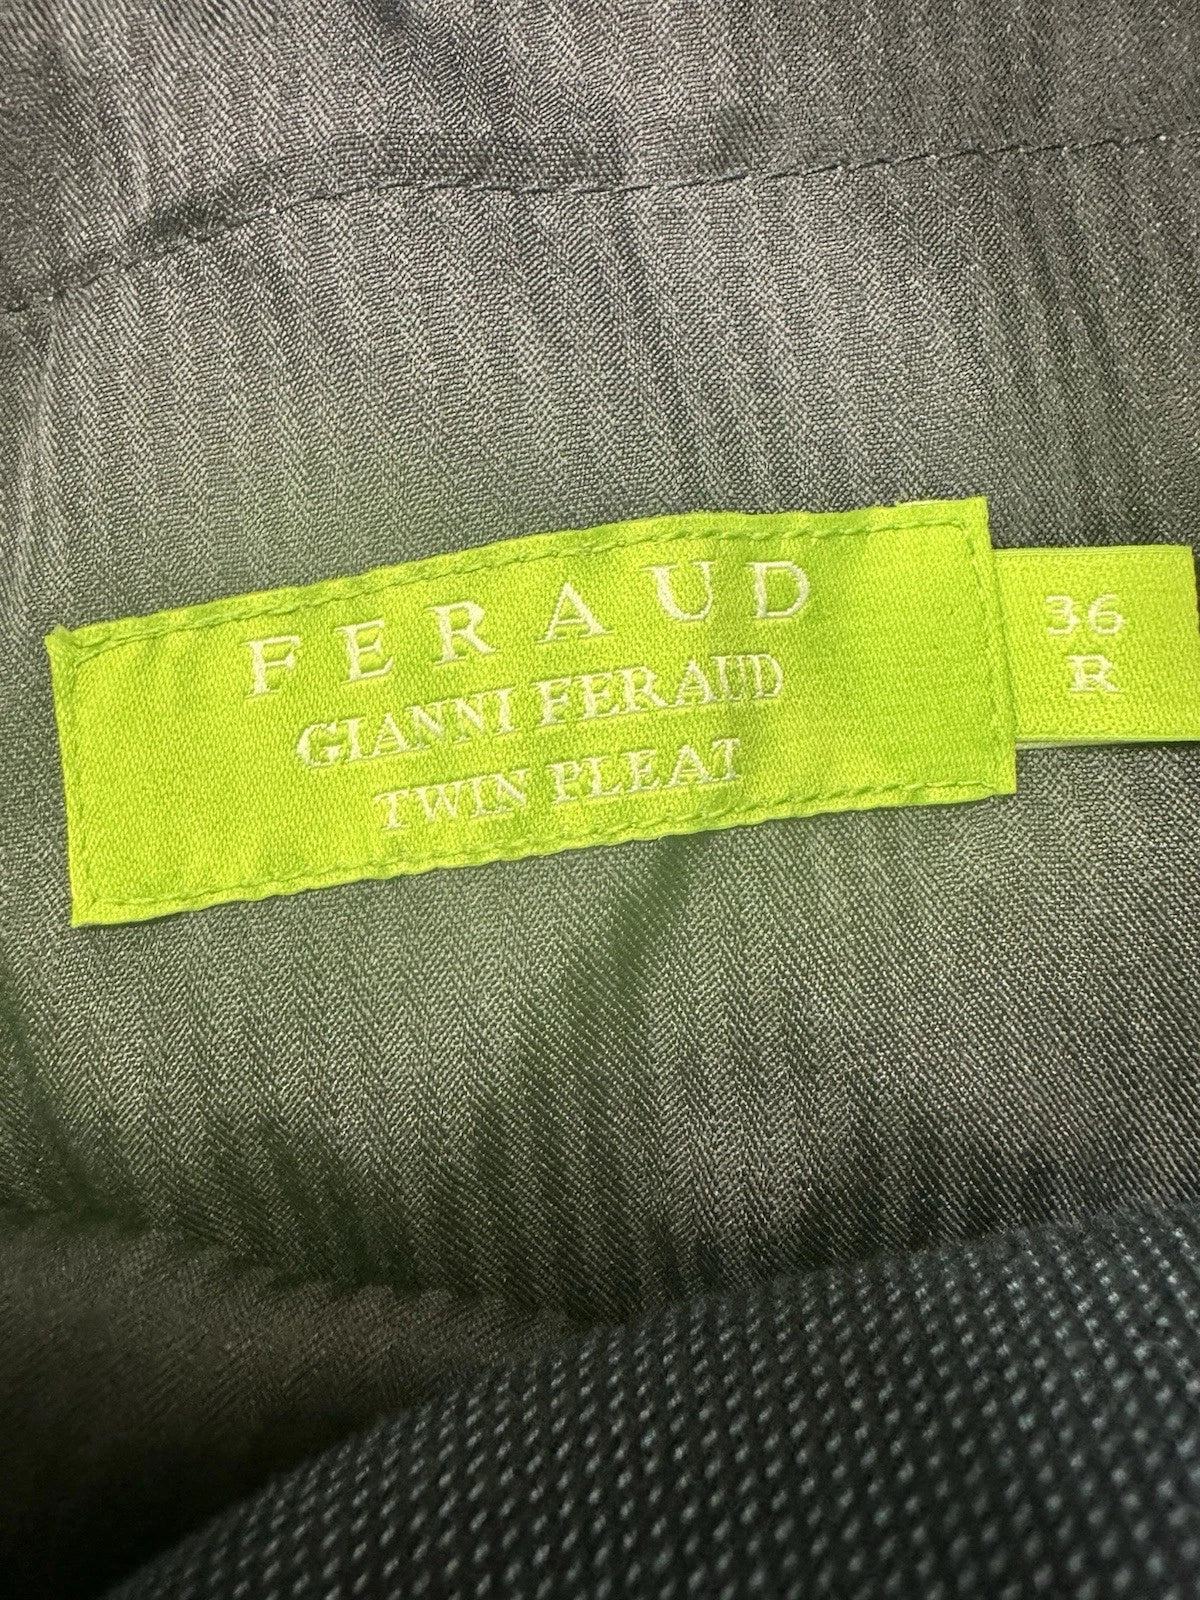 FERAUD
GIANNI FERAUD
TWIN PLEAT
36
R